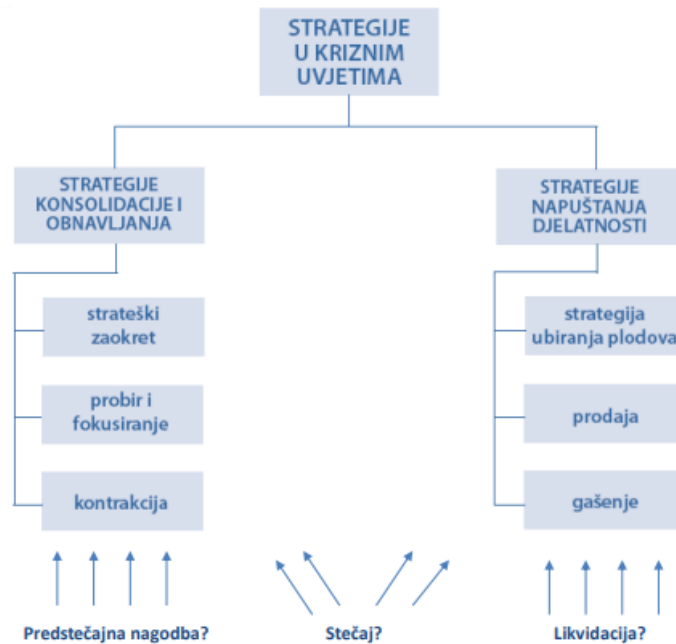 STRATEGIJE
U KRIZNIM
UVJETIMA
STRATEGIJE
KONSOLIDACIJE I
OBNAVLJANJA
strateški
zaokret
probir i
fokusiranje
kontrakcija
STRATEGIJE
NAPUŠTANJA
DJELATNOSTI
strategija
ubiranja plodova
prodaja
gašenje
Predstečajna nagodba?
Stečaj?
Likvidacija?